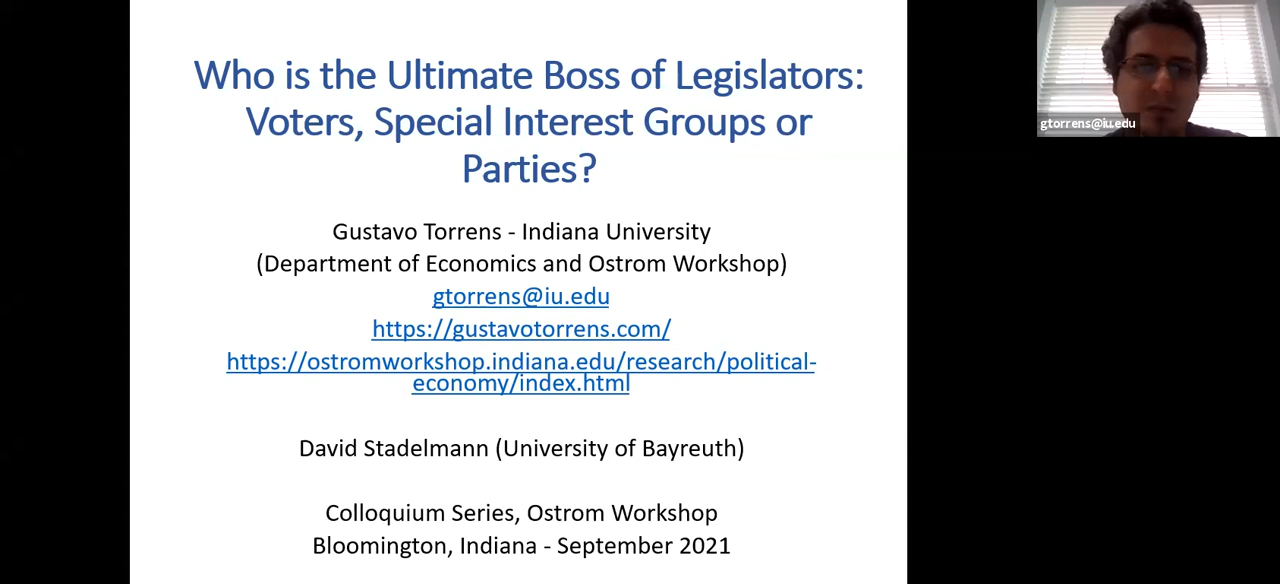 Who is the Ultimate Boss of Legislators:
Voters, Special Interest Groups or
Parties?
Gustavo Torrens - Indiana University
(Department of Economics and Ostrom Workshop)
gtorrens@iu.edu
https://gustavotorrens.com/
https://ostromworkshop.indiana.edu/research/political-
economy/index.html
David Stadelmann (University of Bayreuth)
Colloquium Series, Ostrom Workshop
Bloomington, Indiana - September 2021
gtorrens@iu.edu